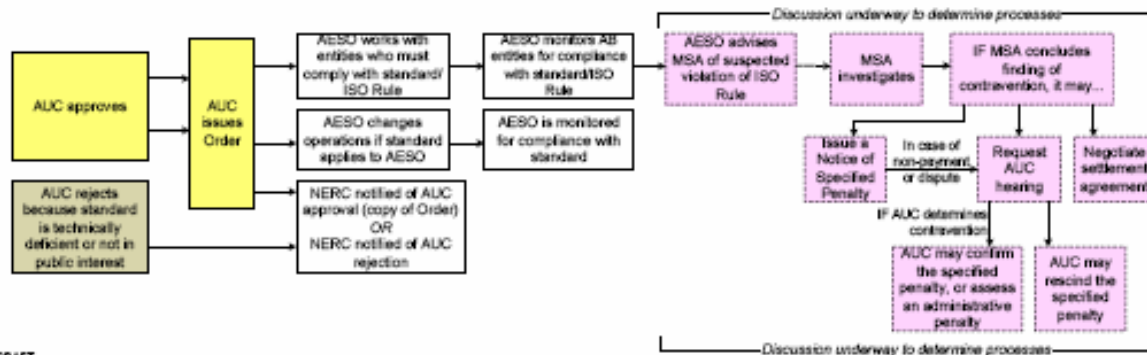 Discussion underway to determine processes
AUC approves
AUC
issues
Order
AESO works with
entities who must
comply with standard/
ISO Rule
AESO monitors AB
entities for compliance
with standard/ISO
Rule
AESO advises
MSA of suspected
violation of ISO
Rule
MSA
investigates
IF MSA concludes
finding of
contravention, it may...
AESO changes
operations if standard
applies to AESO
AESO is monitored
for compliance with
standard
Issue a
Notice of
Specified
Penalty
In case of
non-payment
or dispute
Request
AUC
hearing
Negotiate
settlement
agreement
AUC rejects
because standard
is technically
deficient or not in
public interest
NERC notified of AUC
approval (copy of Order)
OR
NERC notified of AUC
rejection
IF AUC determines
contravention
AUC may confirm
the specified
penalty, or assess
an administrative
penalty
AUC may
rescind the
specified
penalty
Discussion underway to determine processes